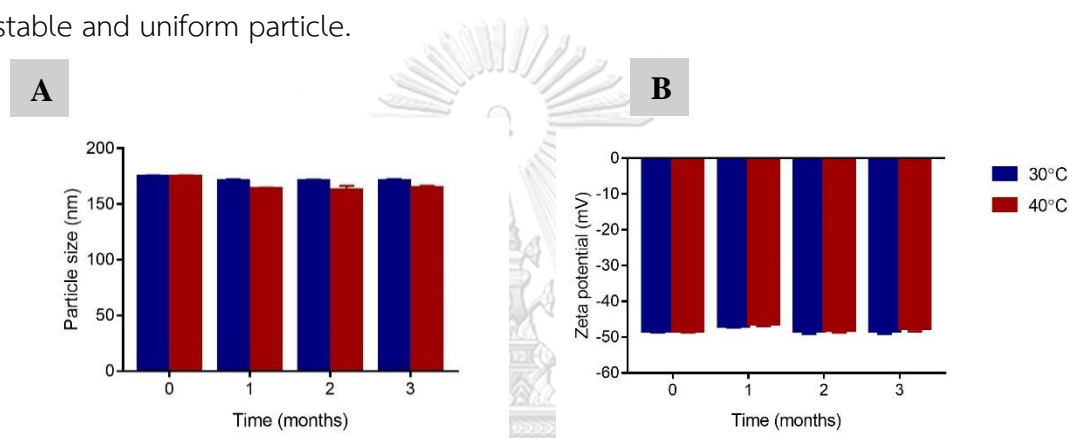 stable and uniform particle.
A
B
200
150
100
50
0
Particle size (nm)
0 1 2 3
Time (months)
0
-10
-20
-30
-40
-50
-60
Zeta potential (mV)
0 1 2 3
Time (months)
30°C
40°C